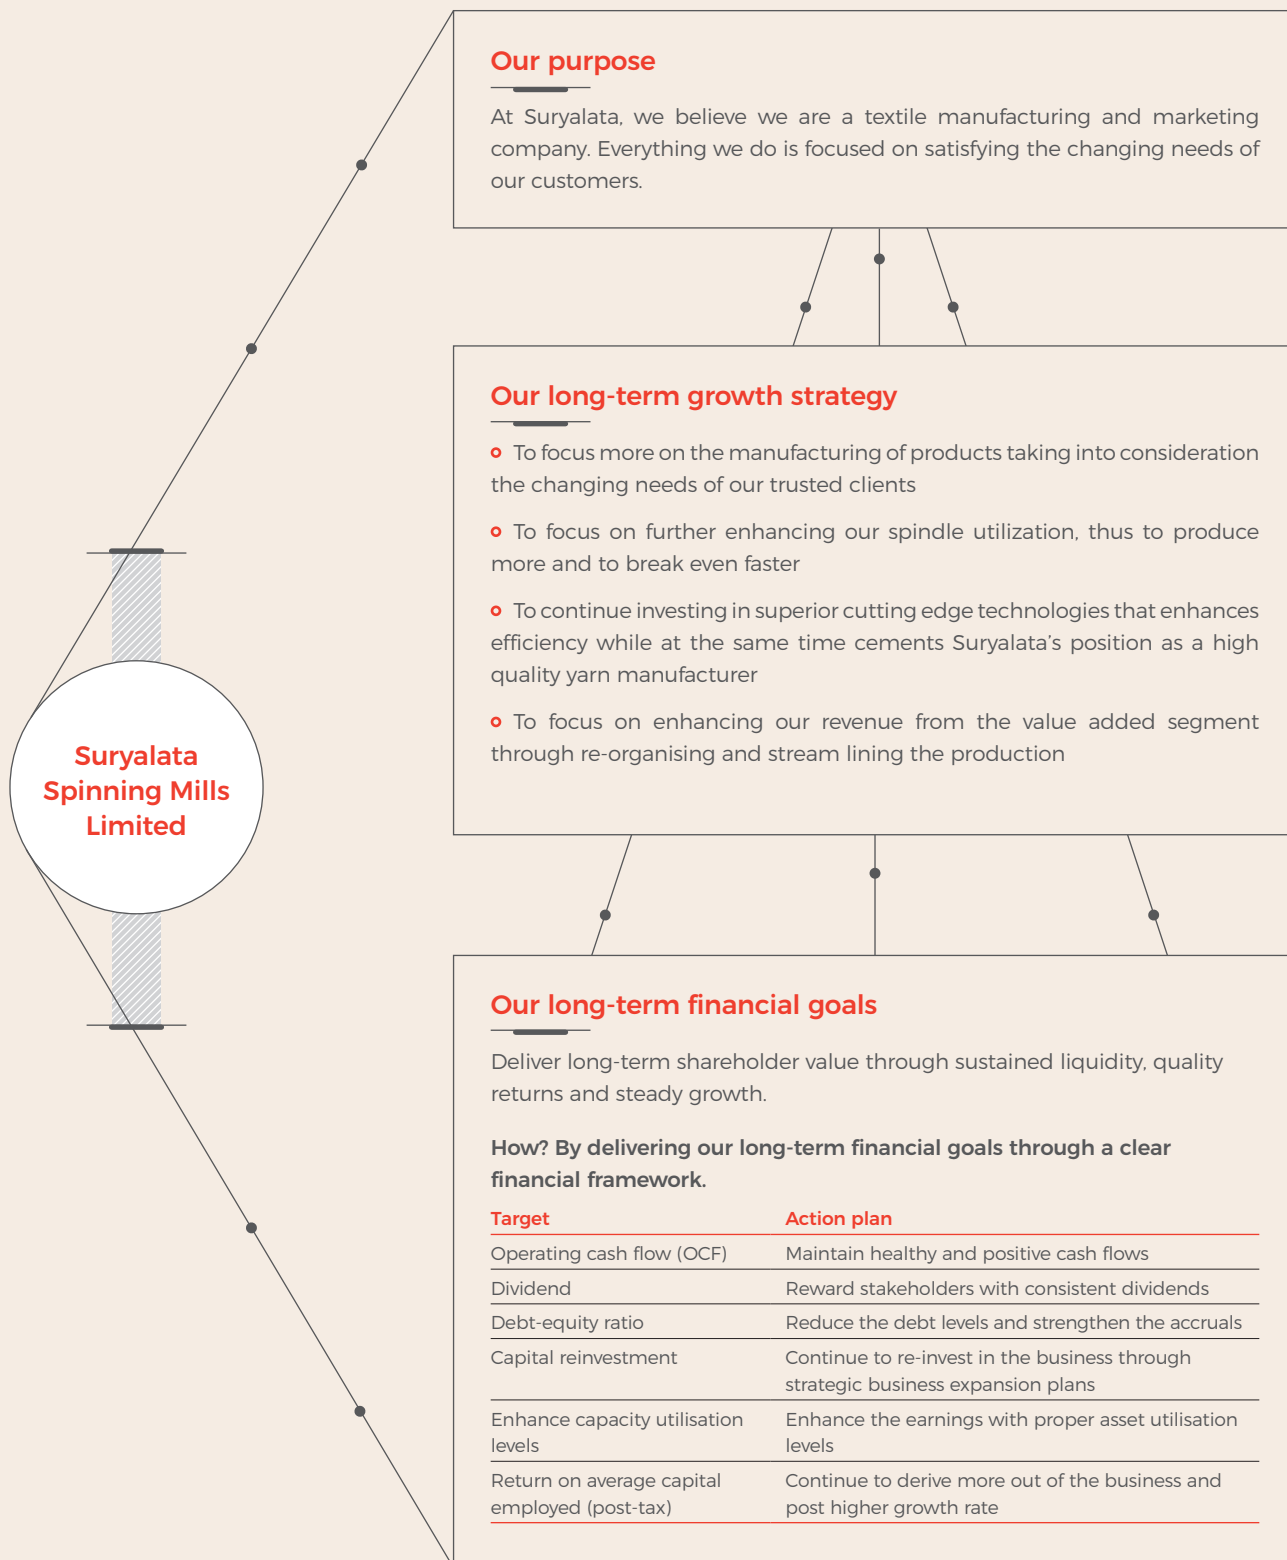 Our purpose
At Suryalata, we believe we are a textile manufacturing and marketing
company. Everything we do is focused on satisfying the changing needs of
our customers.
Our long-term growth strategy
To focus more on the manufacturing of products taking into consideration
the changing needs of our trusted clients
To focus on further enhancing our spindle utilization, thus to produce
more and to break even faster
To continue investing in superior cutting edge technologies that enhances
efficiency while at the same time cements Suryalata’s position as a high
quality yarn manufacturer
To focus on enhancing our revenue from the value added segment
through re-organising and stream lining the production
Suryalata
Spinning Mills
Limited
Our long-term financial goals
Deliver long-term shareholder value through sustained liquidity, quality
returns and steady growth.
How? By delivering our long-term financial goals through a clear
financial framework.
Target Action plan
Operating cash flow (OCF) Maintain healthy and positive cash flows
Dividend Reward stakeholders with consistent dividends
Debt-equity ratio Reduce the debt levels and strengthen the accruals
Capital reinvestment Continue to re-invest in the business through
strategic business expansion plans
Enhance capacity utilisation Enhance the earnings with proper asset utilisation
levels levels
Return on average capital Continue to derive more out of the business and
employed (post-tax) post higher growth rate